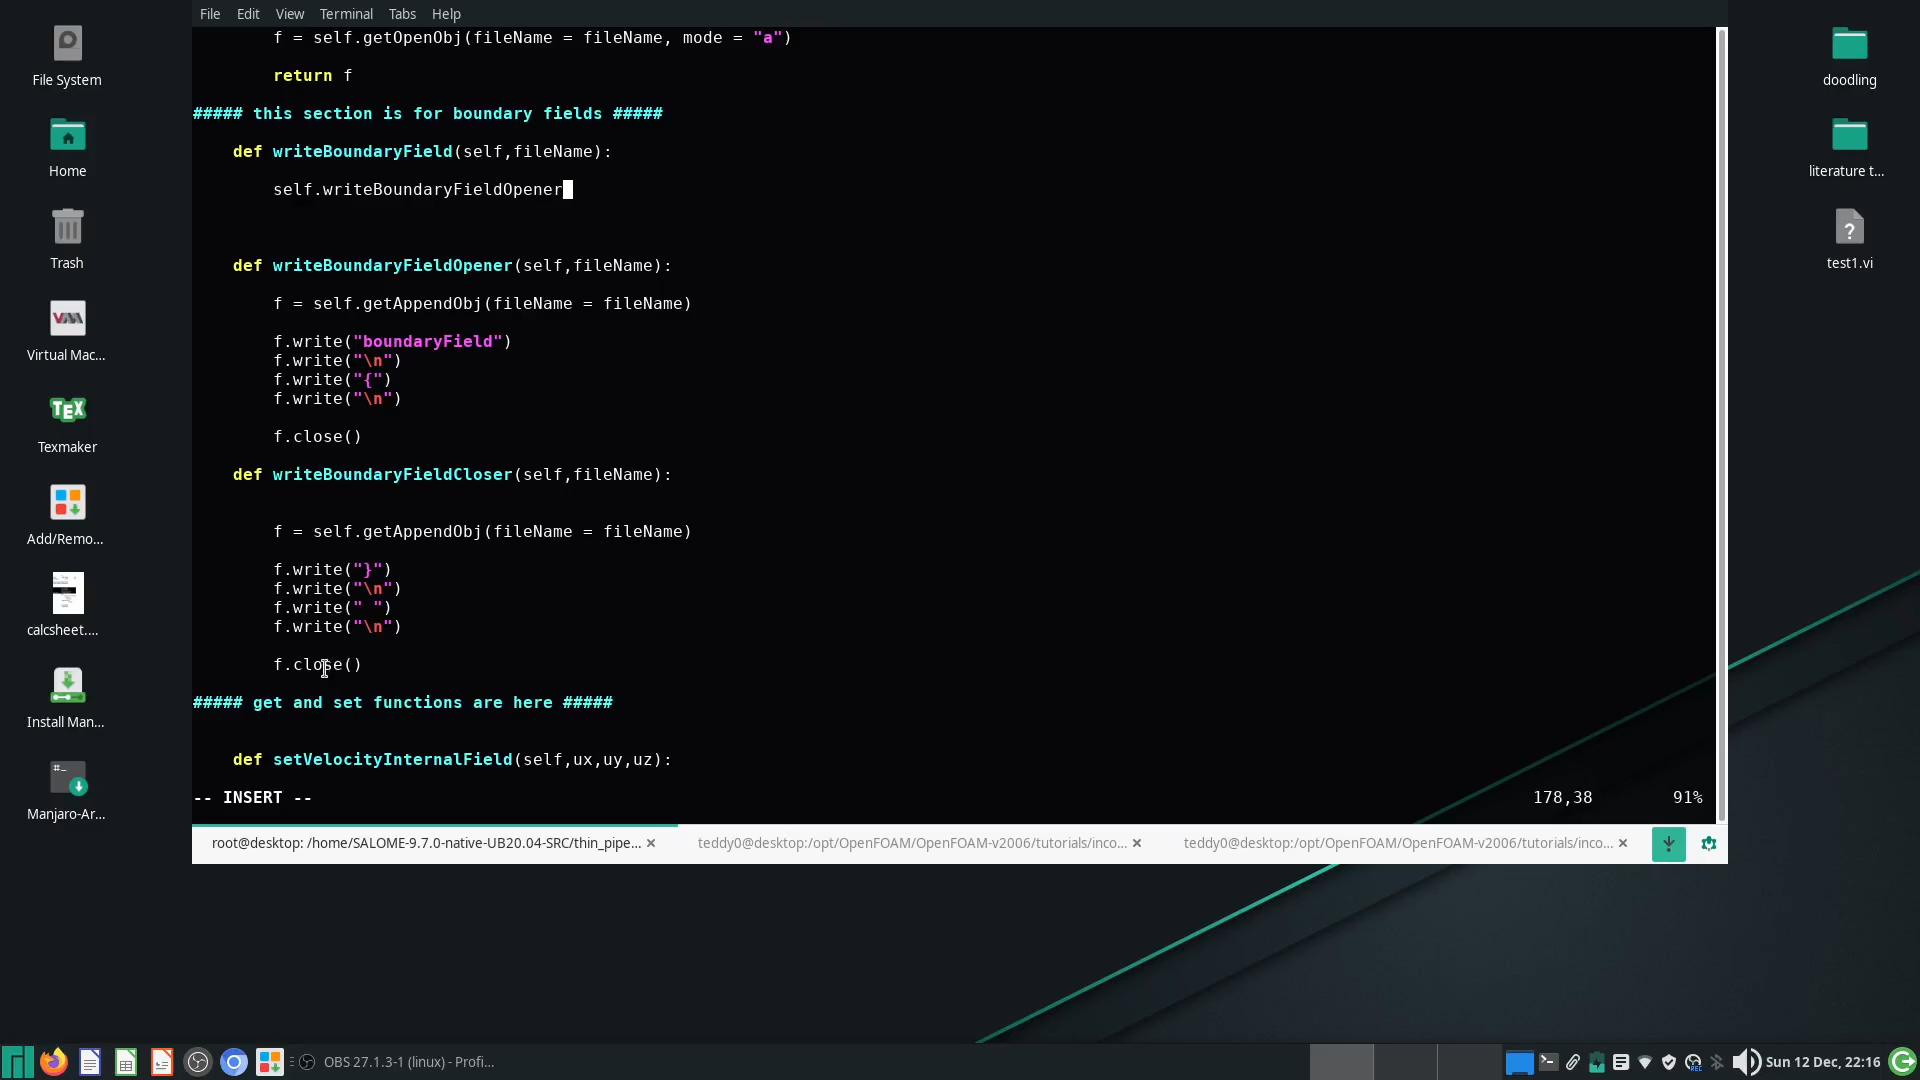 File Edit View Terminal Tabs Help
f = self.getOpenObj(fileName = fileName, mode = "a")
return f
##### this section is for boundary fields #####
def writeBoundaryField(self,fileName):
self.writeBoundaryFieldOpener
def writeBoundaryFieldOpener(self,fileName):
f = self.getAppendObj(fileName = fileName)
f.write("boundaryField")
f.write("\n")
f.write("{")
f.write("\n")
f.close()
def writeBoundaryFieldCloser(self,fileName):
f = self.getAppendObj(fileName = fileName)
f.write("}")
f.write("\n")
f.write(" ")
f.write("\n")
f.close()
##### get and set functions are here #####
def setVelocityInternalField(self,ux,uy,uz):
-- INSERT -- 178,38 91%
root@desktop: /home/SALOME-9.7.0-native-UB20.04-SRC/thin_pipe...
teddy0@desktop:/opt/OpenFOAM/OpenFOAM-v2006/tutorials/inco...
teddy0@desktop:/opt/OpenFOAM/OpenFOAM-v2006/tutorials/inco...
File System
Home
Trash
Virtual Mac...
TEX
Texmaker
Add/Remo...
calcsheet....
Install Man...
Manjaro-Ar...
doodling
literature t...
?
test1.vi
OBS 27.1.3-1 (linux) - Profi...
REC
Sun 12 Dec, 22:16